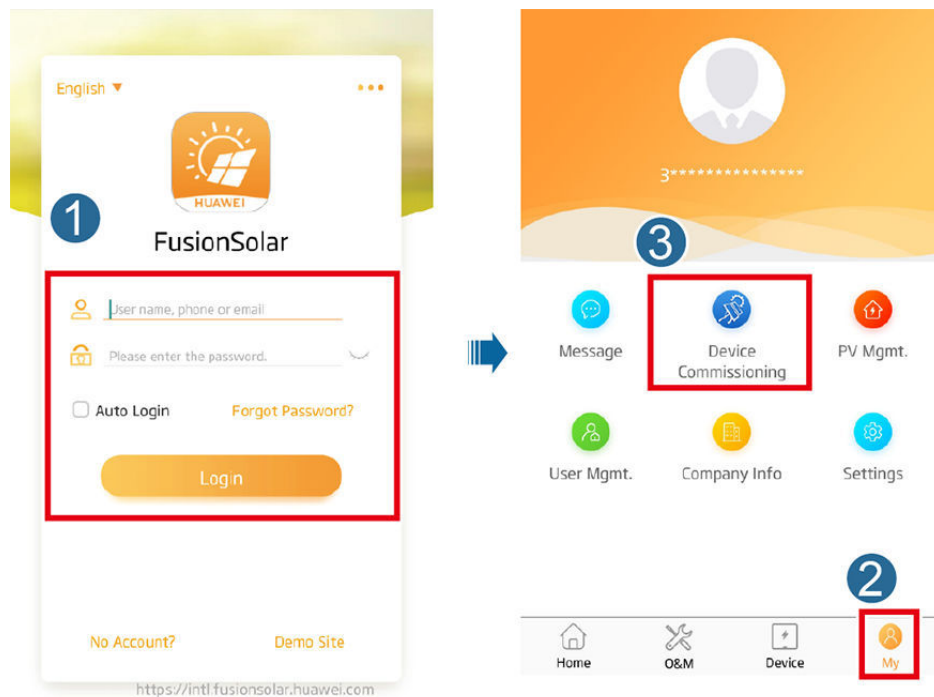 English ▼
HUAWEI
1
FusionSolar
User name, phone or email
Please enter the password.
Auto Login Forgot Password?
Login
No Account? Demo Site
https://intl.fusionsolar.huawei.com
3***************
3
Message Device Commissioning PV Mgmt.
User Mgmt. Company Info Settings
2
Home O&M Device My